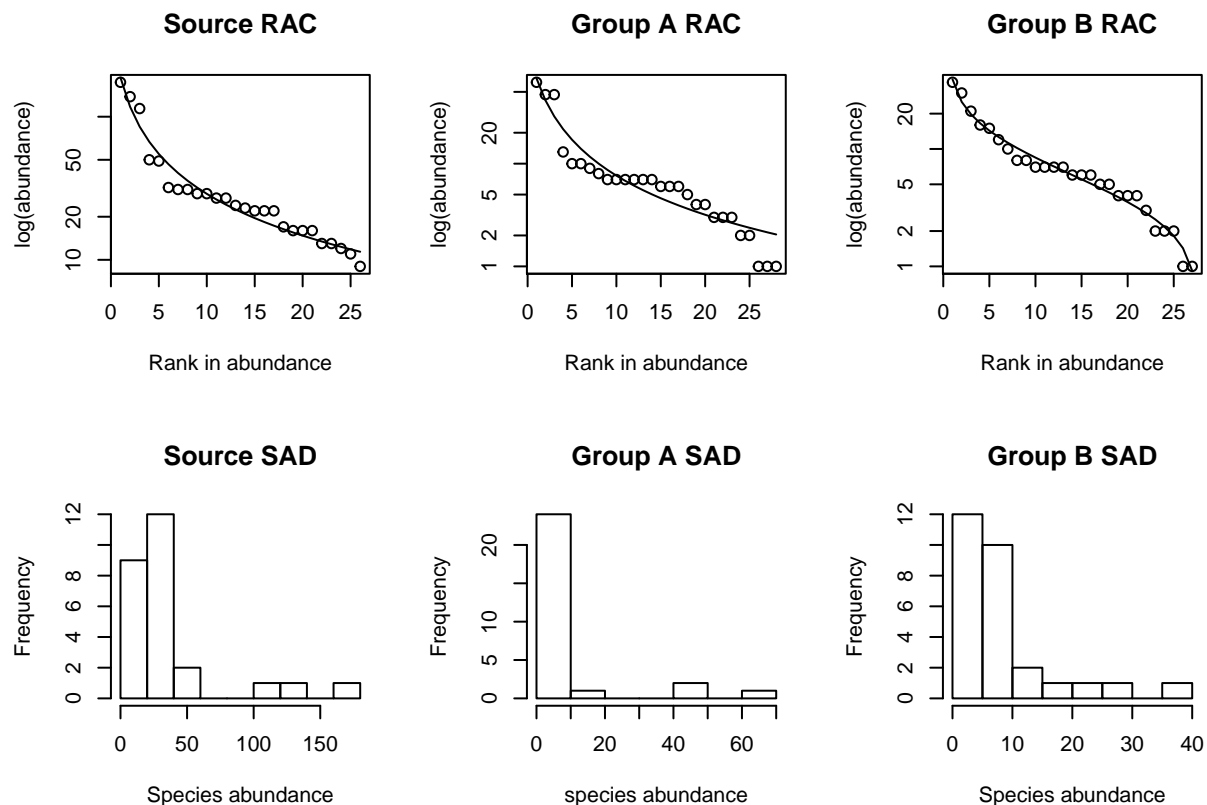 Source RAC
Group A RAC
Group B RAC
log(abundance)
10 20 50
0 5 10 15 20 25
Rank in abundance
log(abundance)
1 2 5 20
0 5 10 15 20 25
Rank in abundance
log(abundance)
1 2 5 20
0 5 10 15 20 25
Rank in abundance
Source SAD
Group A SAD
Group B SAD
Frequency
0 2 4 6 8 12
0 50 100 150
Species abundance
Frequency
0 5 10 20
0 20 40 60
species abundance
Frequency
0 2 4 6 8 12
0 10 20 30 40
Species abundance